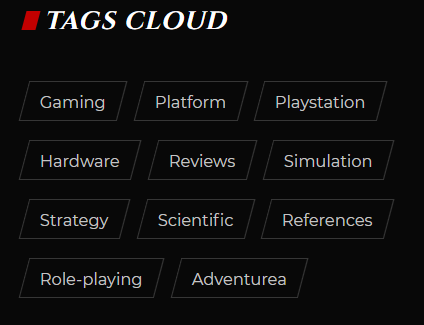 TAGS CLOUD
Gaming Platform Playstation
Hardware Reviews Simulation
Strategy Scientific References
Role-playing Adventurea